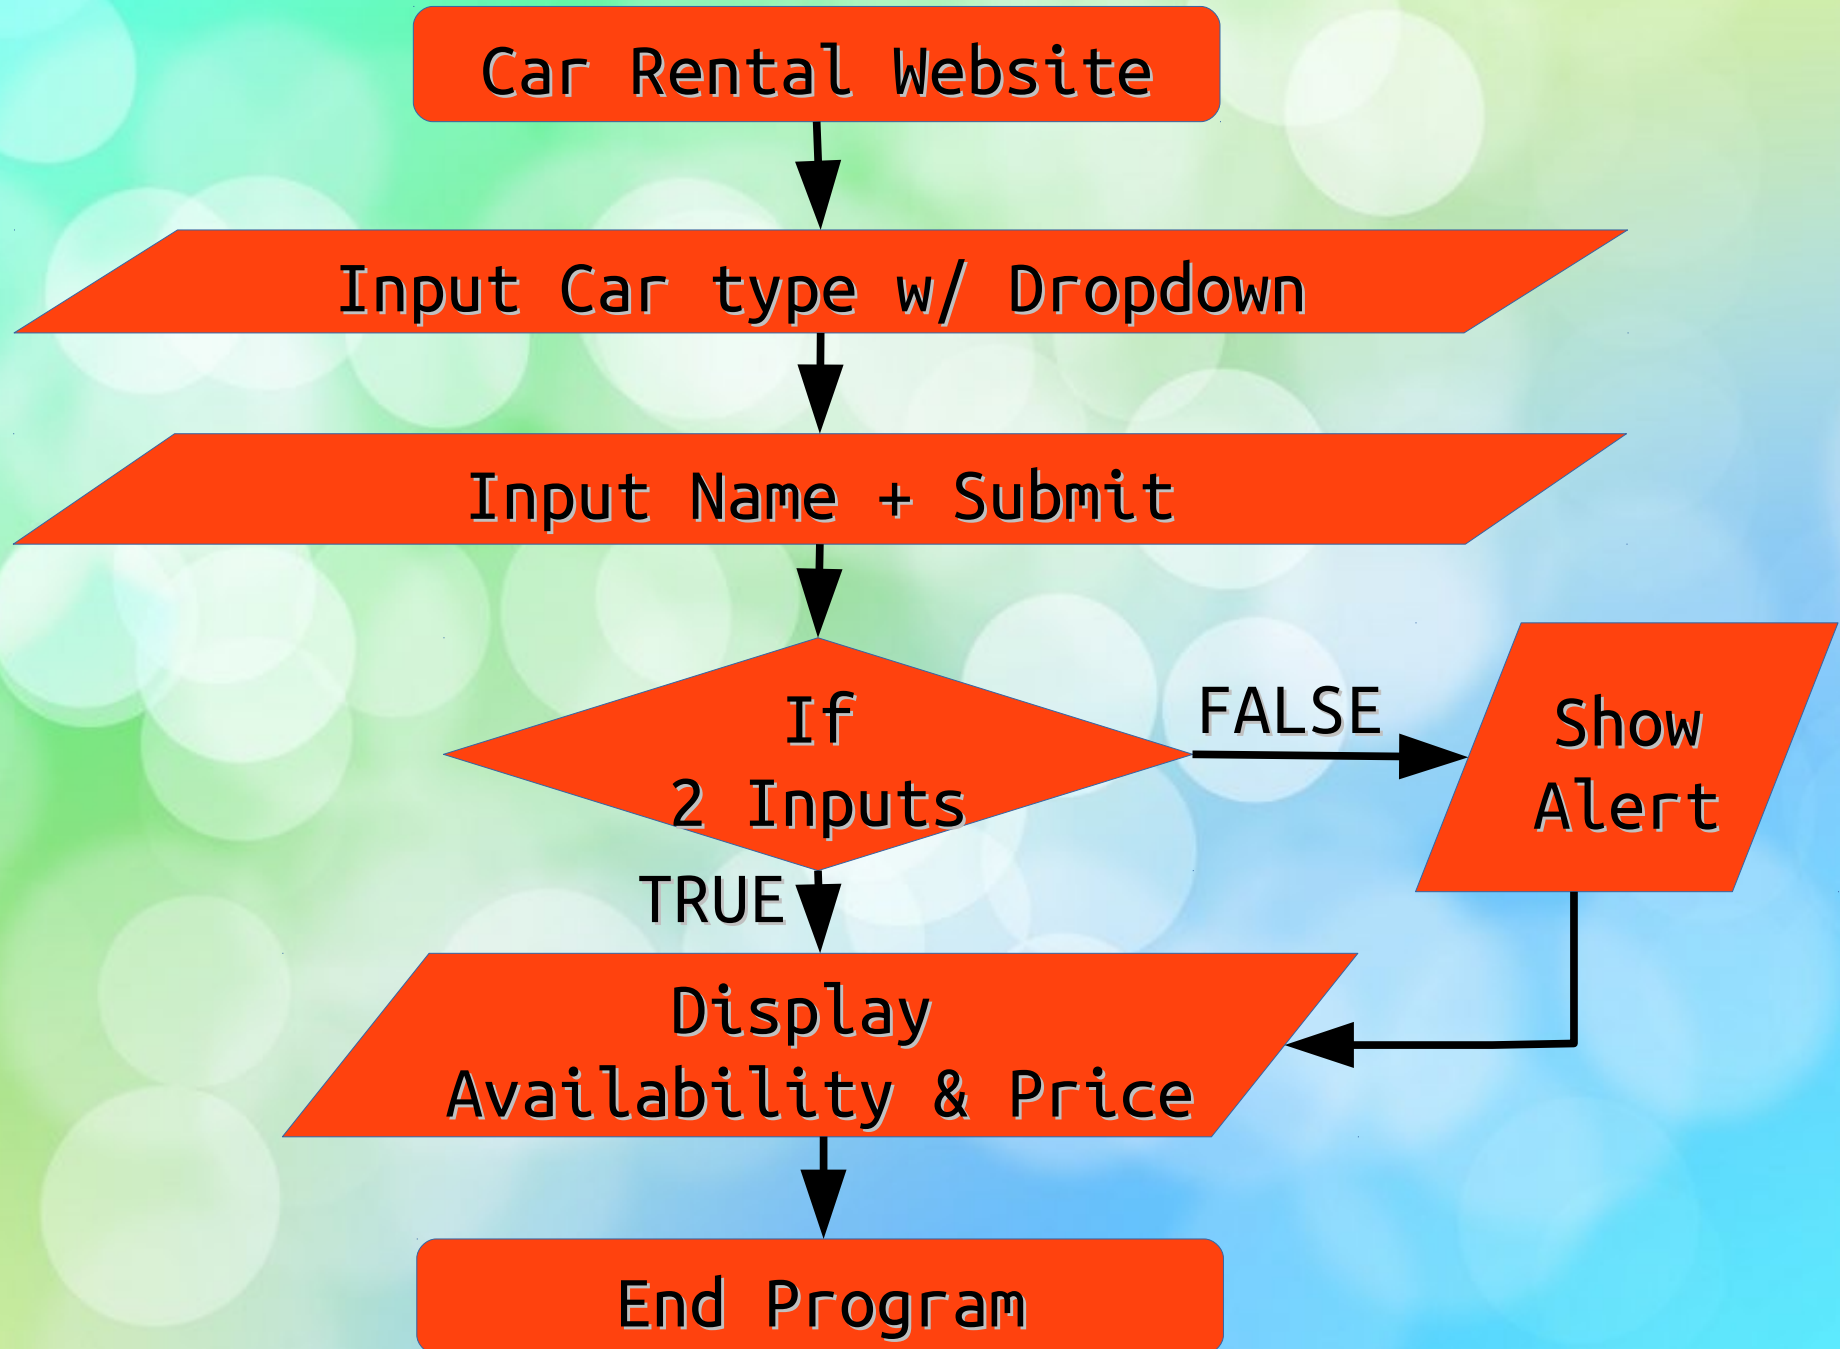 Car Rental Website
Input Car type w/ Dropdown
Input Name + Submit
If
2 Inputs
FALSE
Show
Alert
TRUE
Display
Availability & Price
End Program